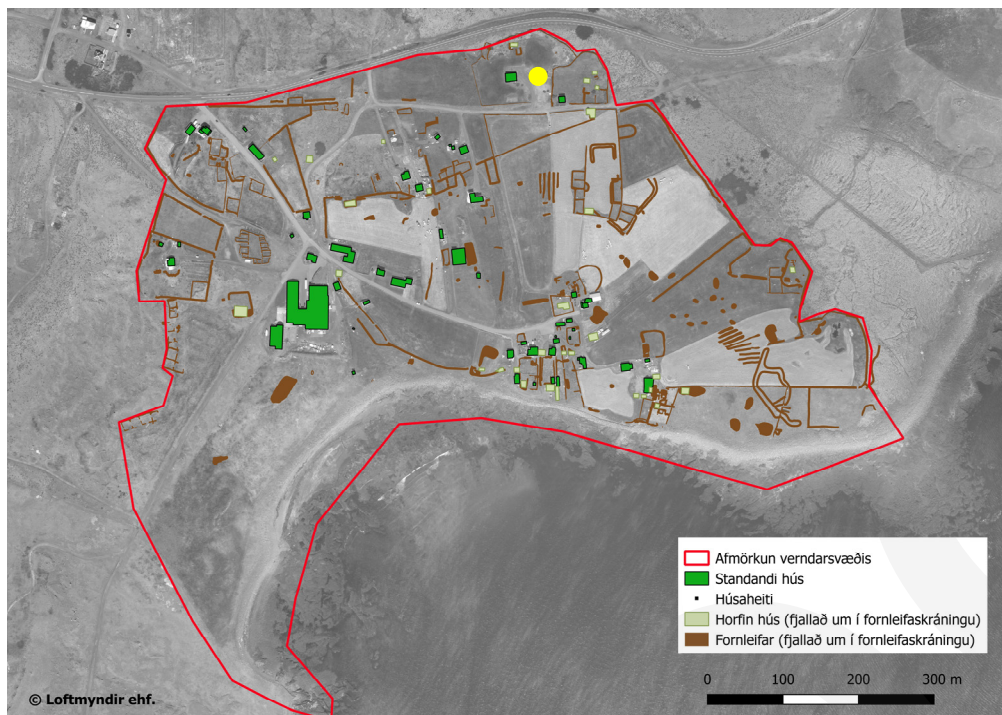 Afmörkun verndarsvæðis
Standandi hús
Húsaheiti
Horfin hús (fjallað um í fornleifaskráningu)
Fornleifar (fjallað um í fornleifaskráningu)
0 100 200 300 m
© Loftmyndir ehf.